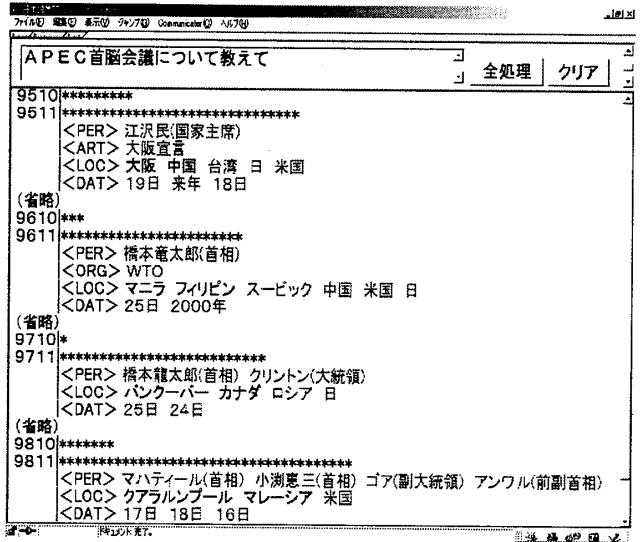 ファイル(F) 編集(E) 表示(V) ジャンプ(G) Communicator(C) ヘルプ(H)
ＡＰＥＣ首脳会議について教えて
全処理 クリア
9510|*********
9511|*****************************
<PER> 江沢民(国家主席)
<ART> 大阪宣言
<LOC> 大阪 中国 台湾 日 米国
<DAT> 19日 来年 18日
(省略)
9610|***
9611|**********************
<PER> 橋本竜太郎(首相)
<ORG> WTO
<LOC> マニラ フィリピン スービック 中国 米国 日
<DAT> 25日 2000年
(省略)
9710|*
9711|*************************
<PER> 橋本龍太郎(首相) クリントン(大統領)
<LOC> バンクーバー カナダ ロシア 日
<DAT> 25日 24日
(省略)
9810|*******
9811|***********************************
<PER> マハティール(首相) 小渕恵三(首相) ゴア(副大統領) アンワル(前副首相)
<LOC> クアラルンプール マレーシア 米国
<DAT> 17日 18日 16日
ドキュメント完了.